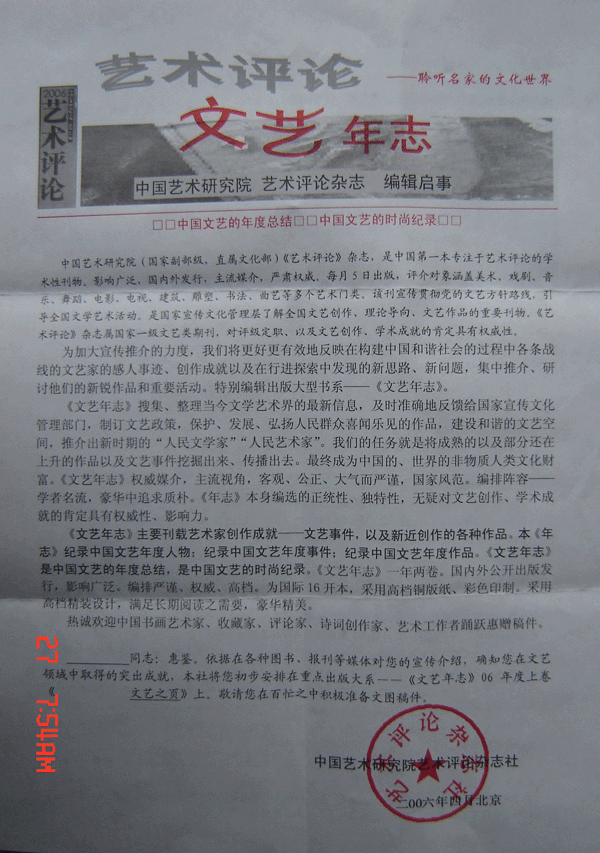 艺术评论 ——聆听名家的文化世界
2006
艺术评论
文艺年志
中国艺术研究院 艺术评论杂志 编辑启事
□□中国文艺的年度总结□□中国文艺的时尚纪录□□
中国艺术研究院（国家副部级、直属文化部）《艺术评论》杂志，是中国第一本专注于艺术评论的学
术性刊物。影响广泛，国内外发行，主流媒介，严肃权威。每月5日出版，评介对象涵盖美术、戏剧、音
乐、舞蹈、电影、电视、建筑、雕塑、书法、曲艺等多个艺术门类。该刊宣传贯彻党的文艺方针路线，引
导全国文学艺术活动。是国家宣传文化管理层了解全国文艺创作、理论导向、文艺作品的重要刊物。《艺
术评论》杂志属国家一级文艺类期刊，对评级定职、以及文艺创作、学术成就的肯定具有权威性。
为加大宣传推介的力度，我们将更好更有效地反映在构建中国和谐社会的过程中各条战
线的文艺家的感人事迹、创作成就以及在行进探索中发现的新思路、新问题，集中推介、研
讨他们的新锐作品和重要活动。特别编辑出版大型书系——《文艺年志》。
《文艺年志》搜集、整理当今文学艺术界的最新信息，及时准确地反馈给国家宣传文化
管理部门，制订文艺政策，保护、发展、弘扬人民群众喜闻乐见的作品，建设和谐的文艺空
间，推介出新时期的“人民文学家”“人民艺术家”。我们的任务就是将成熟的以及部分还在
上升的作品以及文艺事件挖掘出来、传播出去。最终成为中国的、世界的非物质人类文化财
富。《文艺年志》权威媒介，主流视角，客观、公正、大气而严谨，国家风范。编排阵容——
学者名流，豪华中追求质朴。《年志》本身编选的正统性、独特性，无疑对文艺创作、学术成
就的肯定具有权威性、影响力。
《文艺年志》主要刊载艺术家创作成就——文艺事件，以及新近创作的各种作品。本《年
志》纪录中国文艺年度人物；纪录中国文艺年度事件；纪录中国文艺年度作品。《文艺年志》
是中国文艺的年度总结，是中国文艺的时尚纪录。《文艺年志》一年两卷。国内外公开出版发
行，影响广泛。编排严谨、权威、高档。为国际16开本，采用高档铜版纸、彩色印制。采用
高档精装设计，满足长期阅读之需要，豪华精美。
热诚欢迎中国书画艺术家、收藏家、评论家、诗词创作家、艺术工作者踊跃惠赠稿件。
________同志：惠鉴。依据在各种图书、报刊等媒体对您的宣传介绍，确知您在文艺
领域中取得的突出成就，本社将您初步安排在重点出版大系——《文艺年志》06 年度上卷
《 文艺之页》上。敬请您在百忙之中积极准备文图稿件。
中国艺术研究院艺术评论杂志社
艺术评论杂志社
二00六年四月北京
27 7:54AM